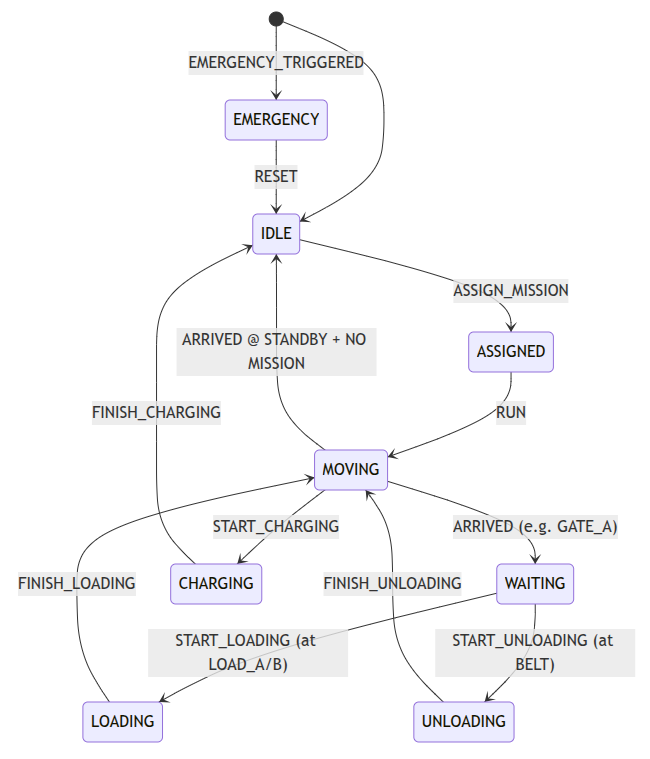 EMERGENCY_TRIGGERED
EMERGENCY
RESET
IDLE
ASSIGN_MISSION
ARRIVED @ STANDBY + NO
MISSION
ASSIGNED
FINISH_CHARGING
RUN
MOVING
START_CHARGING
ARRIVED (e.g. GATE_A)
FINISH_LOADING
CHARGING
FINISH_UNLOADING
WAITING
START_LOADING (at
LOAD_A/B)
START_UNLOADING (at
BELT)
LOADING
UNLOADING